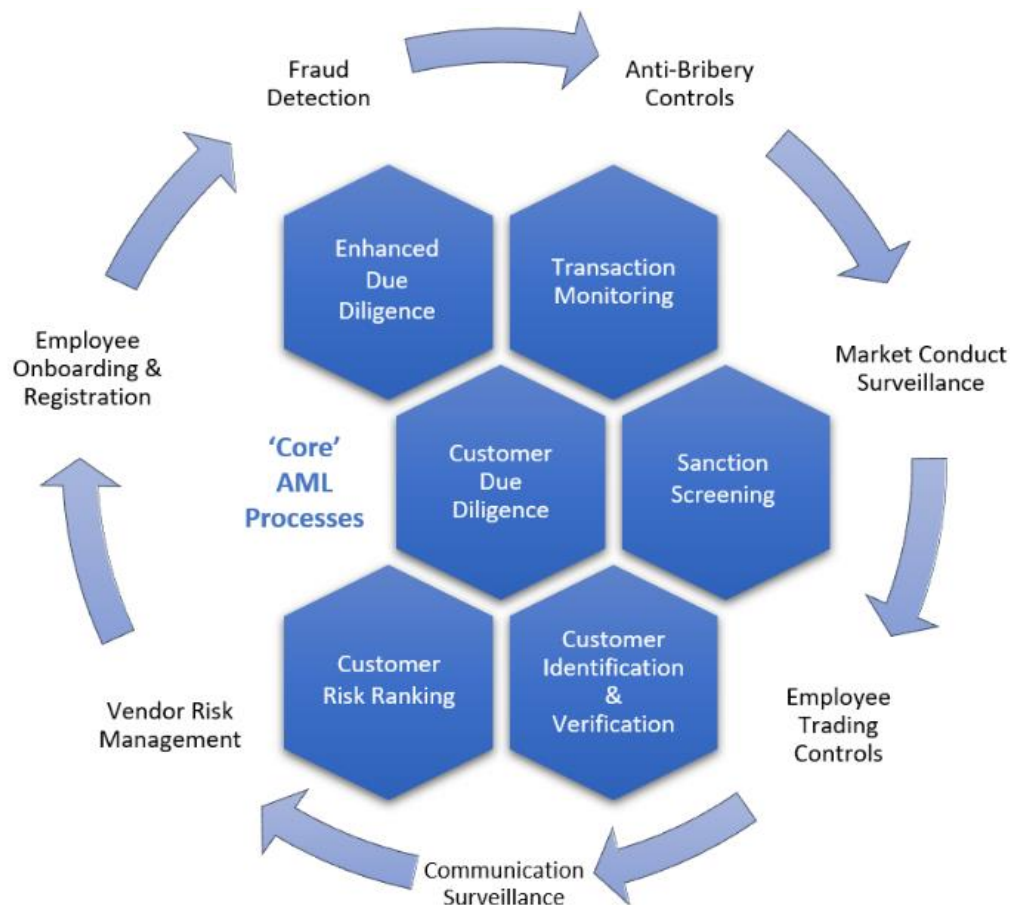 Fraud
Detection
Anti-Bribery
Controls
Enhanced
Due
Diligence
Transaction
Monitoring
Employee
Onboarding &
Registration
Market Conduct
Surveillance
‘Core’
AML
Processes
Customer
Due
Diligence
Sanction
Screening
Customer
Risk Ranking
Customer
Identification
&
Verification
Vendor Risk
Management
Employee
Trading
Controls
Communication
Surveillance